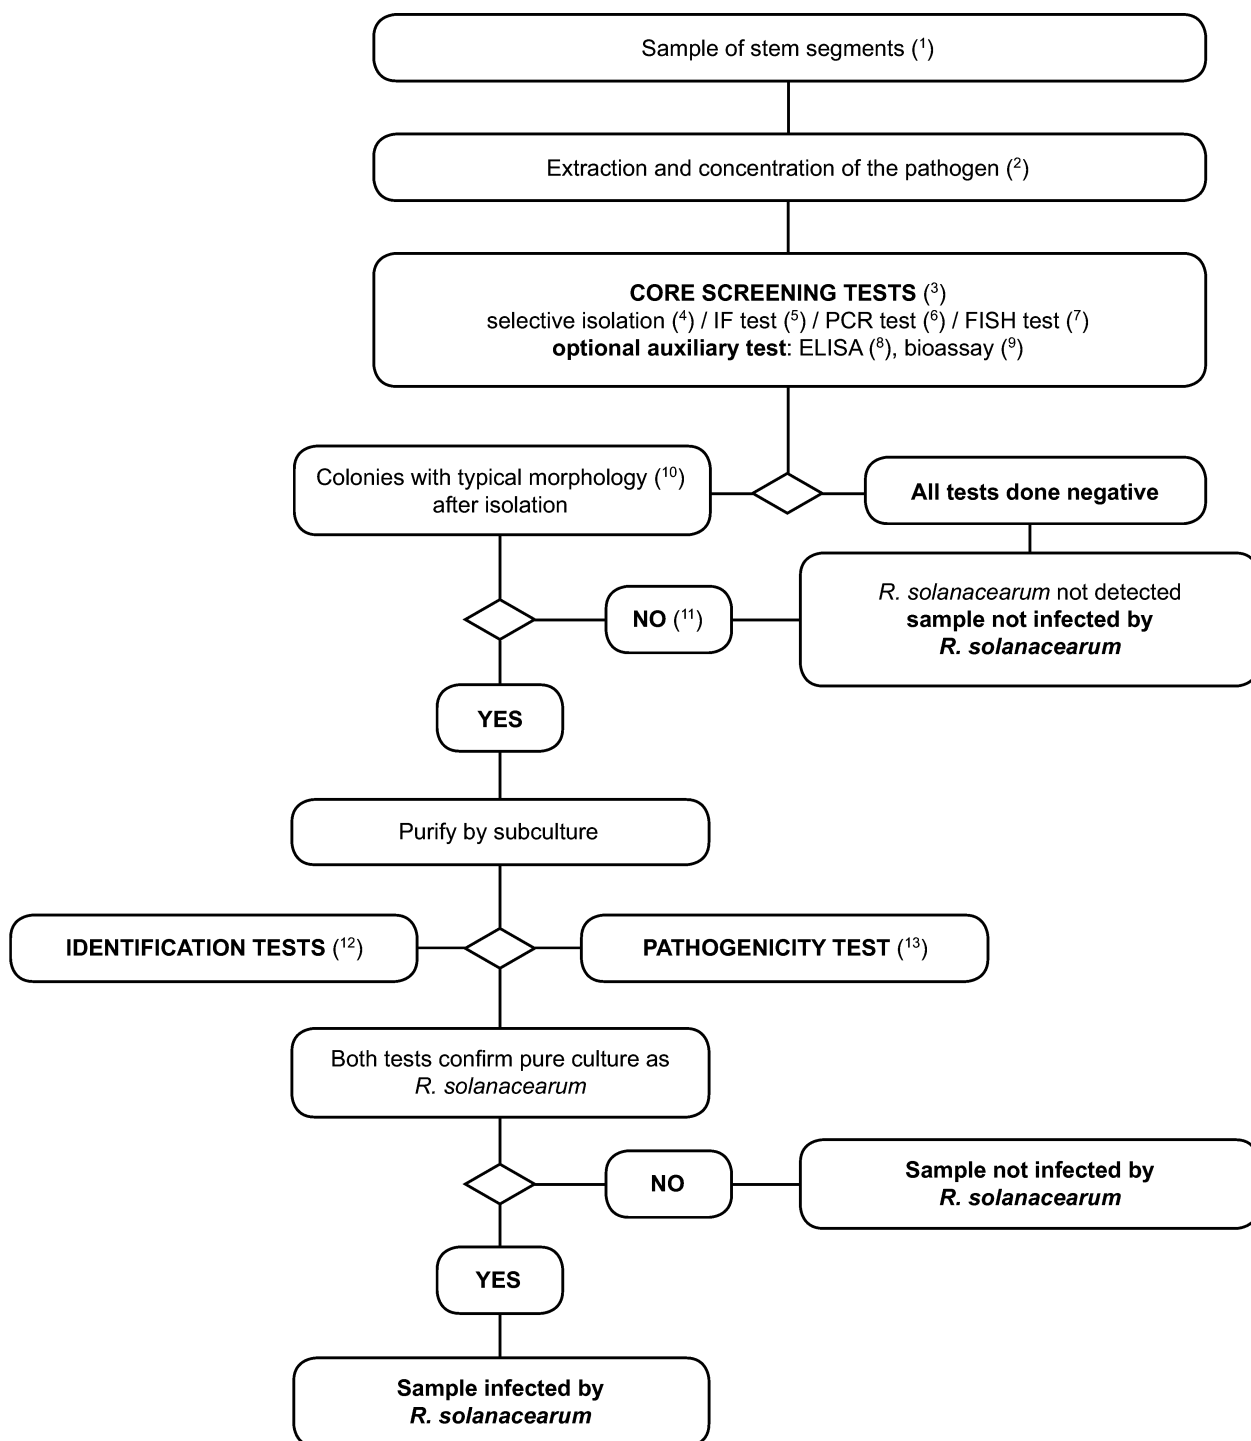 Sample of stem segments (¹)
Extraction and concentration of the pathogen (²)
CORE SCREENING TESTS (³)
selective isolation (⁴) / IF test (⁵) / PCR test (⁶) / FISH test (⁷)
optional auxiliary test: ELISA (⁸), bioassay (⁹)
Colonies with typical morphology (¹⁰)
after isolation
All tests done negative
R. solanacearum not detected
sample not infected by
R. solanacearum
NO (¹¹)
YES
Purify by subculture
IDENTIFICATION TESTS (¹²)
PATHOGENICITY TEST (¹³)
Both tests confirm pure culture as
R. solanacearum
NO
Sample not infected by
R. solanacearum
YES
Sample infected by
R. solanacearum